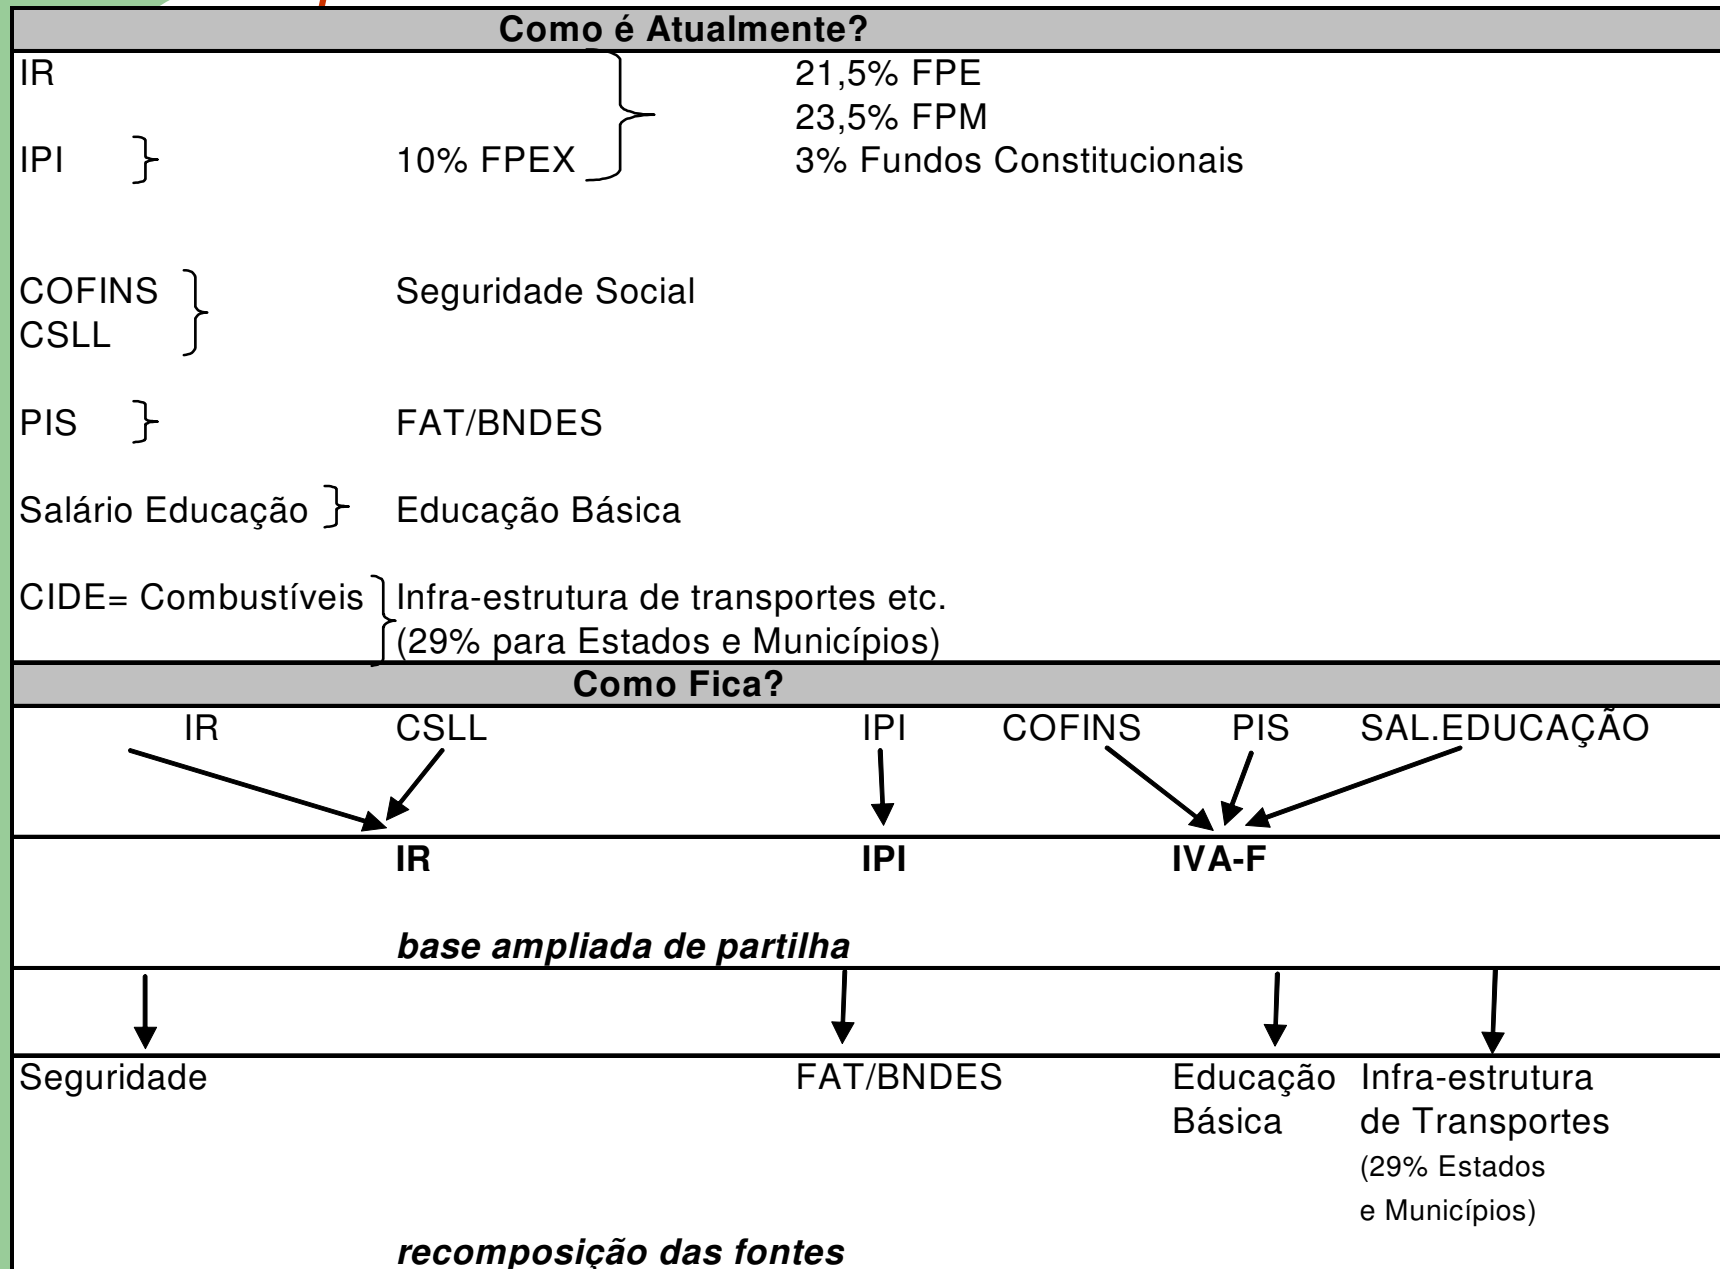 Como é Atualmente?
IR 21,5% FPE
23,5% FPM
IPI 10% FPEX 3% Fundos Constitucionais
COFINS Seguridade Social
CSLL
PIS FAT/BNDES
Salário Educação Educação Básica
CIDE= Combustíveis Infra-estrutura de transportes etc.
(29% para Estados e Municípios)
Como Fica?
IR CSLL IPI COFINS PIS SAL.EDUCAÇÃO
IR IPI IVA-F
base ampliada de partilha
Seguridade FAT/BNDES Educação Infra-estrutura
Básica de Transportes
(29% Estados
e Municípios)
recomposição das fontes